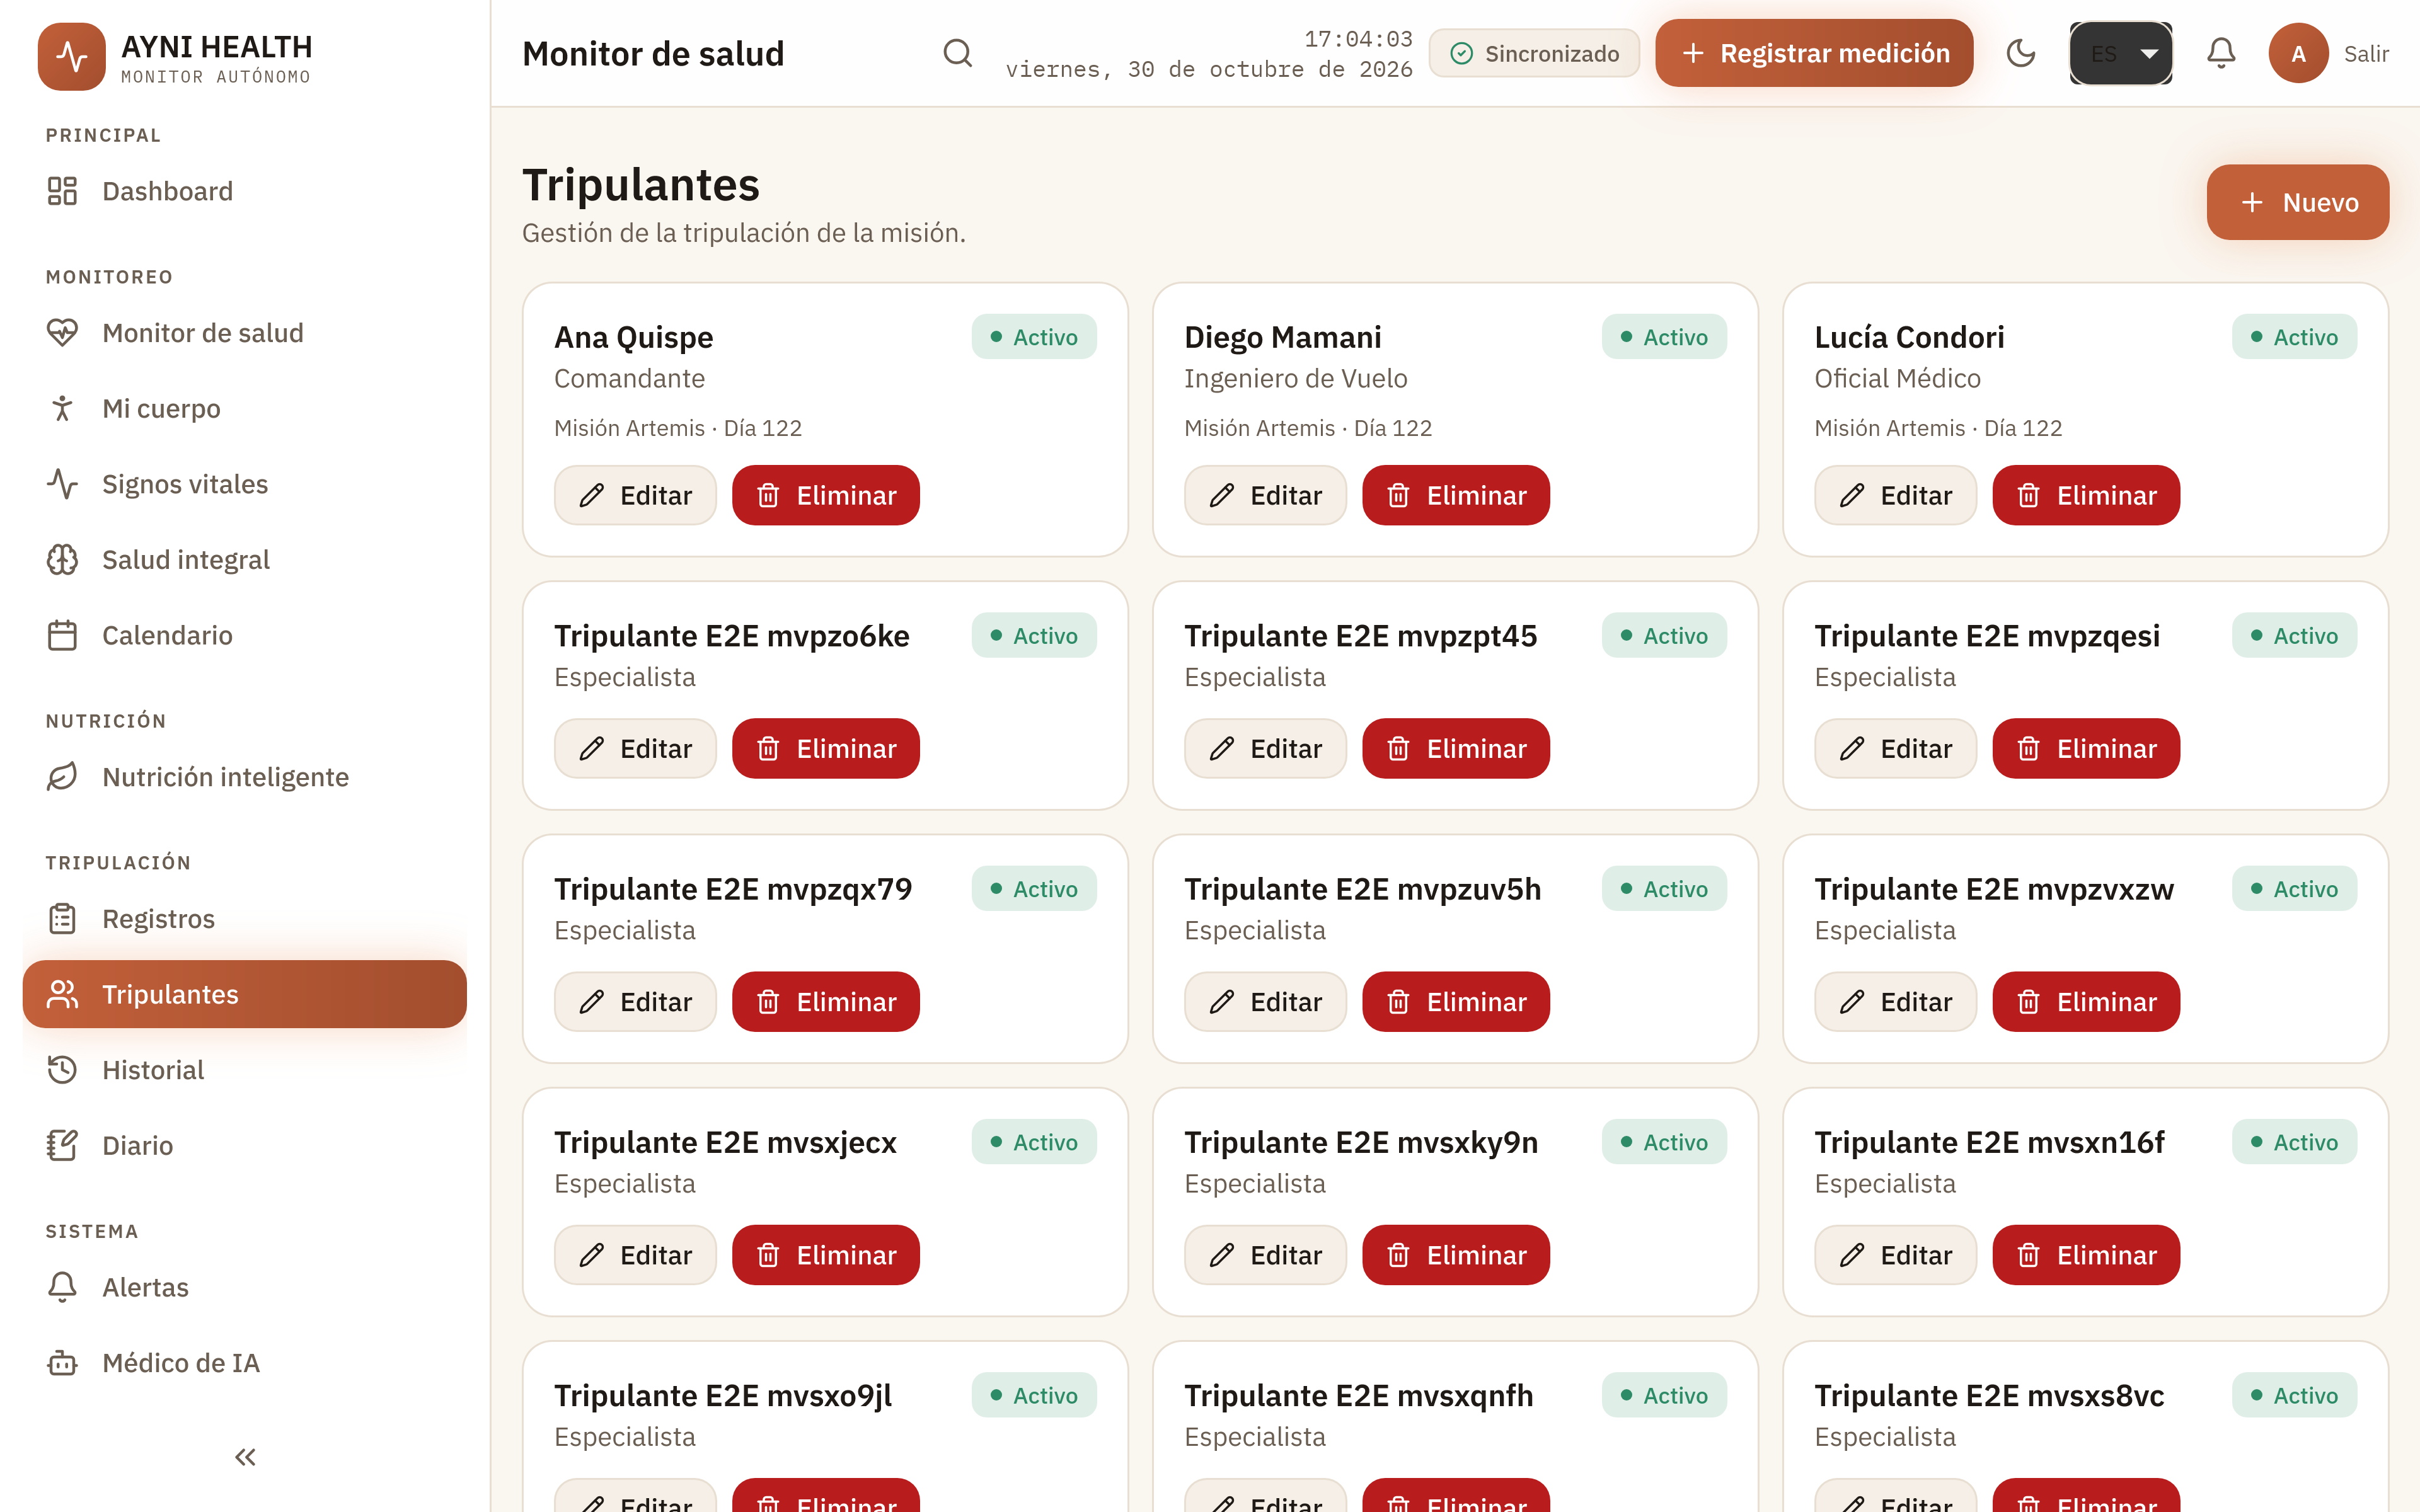 AYNI HEALTH
MONITOR AUTÓNOMO
PRINCIPAL
Dashboard
MONITOREO
Monitor de salud
Mi cuerpo
Signos vitales
Salud integral
Calendario
NUTRICIÓN
Nutrición inteligente
TRIPULACIÓN
Registros
Tripulantes
Historial
Diario
SISTEMA
Alertas
Médico de IA
Monitor de salud
17:04:03
viernes, 30 de octubre de 2026
Sincronizado
Registrar medición
ES
A
Salir
Tripulantes
Gestión de la tripulación de la misión.
Nuevo
Ana Quispe
Activo
Comandante
Misión Artemis · Día 122
Editar
Eliminar
Diego Mamani
Activo
Ingeniero de Vuelo
Misión Artemis · Día 122
Editar
Eliminar
Lucía Condori
Activo
Oficial Médico
Misión Artemis · Día 122
Editar
Eliminar
Tripulante E2E mvpzo6ke
Activo
Especialista
Editar
Eliminar
Tripulante E2E mvpzpt45
Activo
Especialista
Editar
Eliminar
Tripulante E2E mvpzqesi
Activo
Especialista
Editar
Eliminar
Tripulante E2E mvpzqx79
Activo
Especialista
Editar
Eliminar
Tripulante E2E mvpzuv5h
Activo
Especialista
Editar
Eliminar
Tripulante E2E mvpzvxzw
Activo
Especialista
Editar
Eliminar
Tripulante E2E mvsxjecx
Activo
Especialista
Editar
Eliminar
Tripulante E2E mvsxky9n
Activo
Especialista
Editar
Eliminar
Tripulante E2E mvsxn16f
Activo
Especialista
Editar
Eliminar
Tripulante E2E mvsxo9jl
Activo
Especialista
Editar
Eliminar
Tripulante E2E mvsxqnfh
Activo
Especialista
Editar
Eliminar
Tripulante E2E mvsxs8vc
Activo
Especialista
Editar
Eliminar